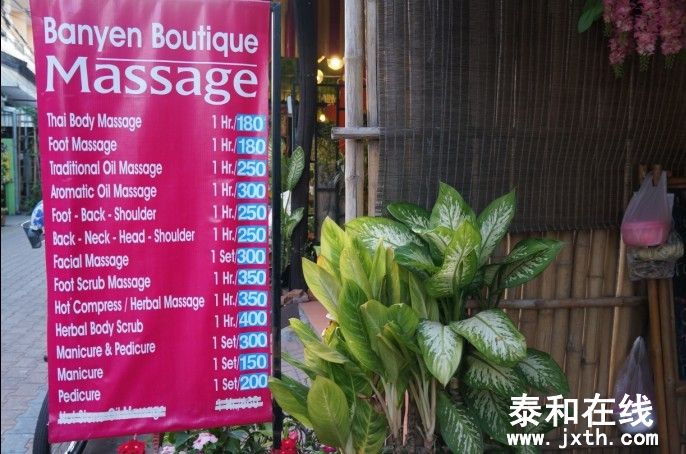 Banyen Boutique
Massage
Thai Body Massage 1 Hr./180
Foot Massage 1 Hr./180
Traditional Oil Massage 1 Hr./250
Aromatic Oil Massage 1 Hr./300
Foot - Back - Shoulder 1 Hr./250
Back - Neck - Head - Shoulder 1 Hr./250
Facial Massage 1 Set/300
Foot Scrub Massage 1 Hr./350
Hot Compress / Herbal Massage 1 Hr./350
Herbal Body Scrub 1 Hr./400
Manicure & Pedicure 1 Set/300
Manicure 1 Set/150
Pedicure 1 Set/200
泰和在线
www.jxth.com